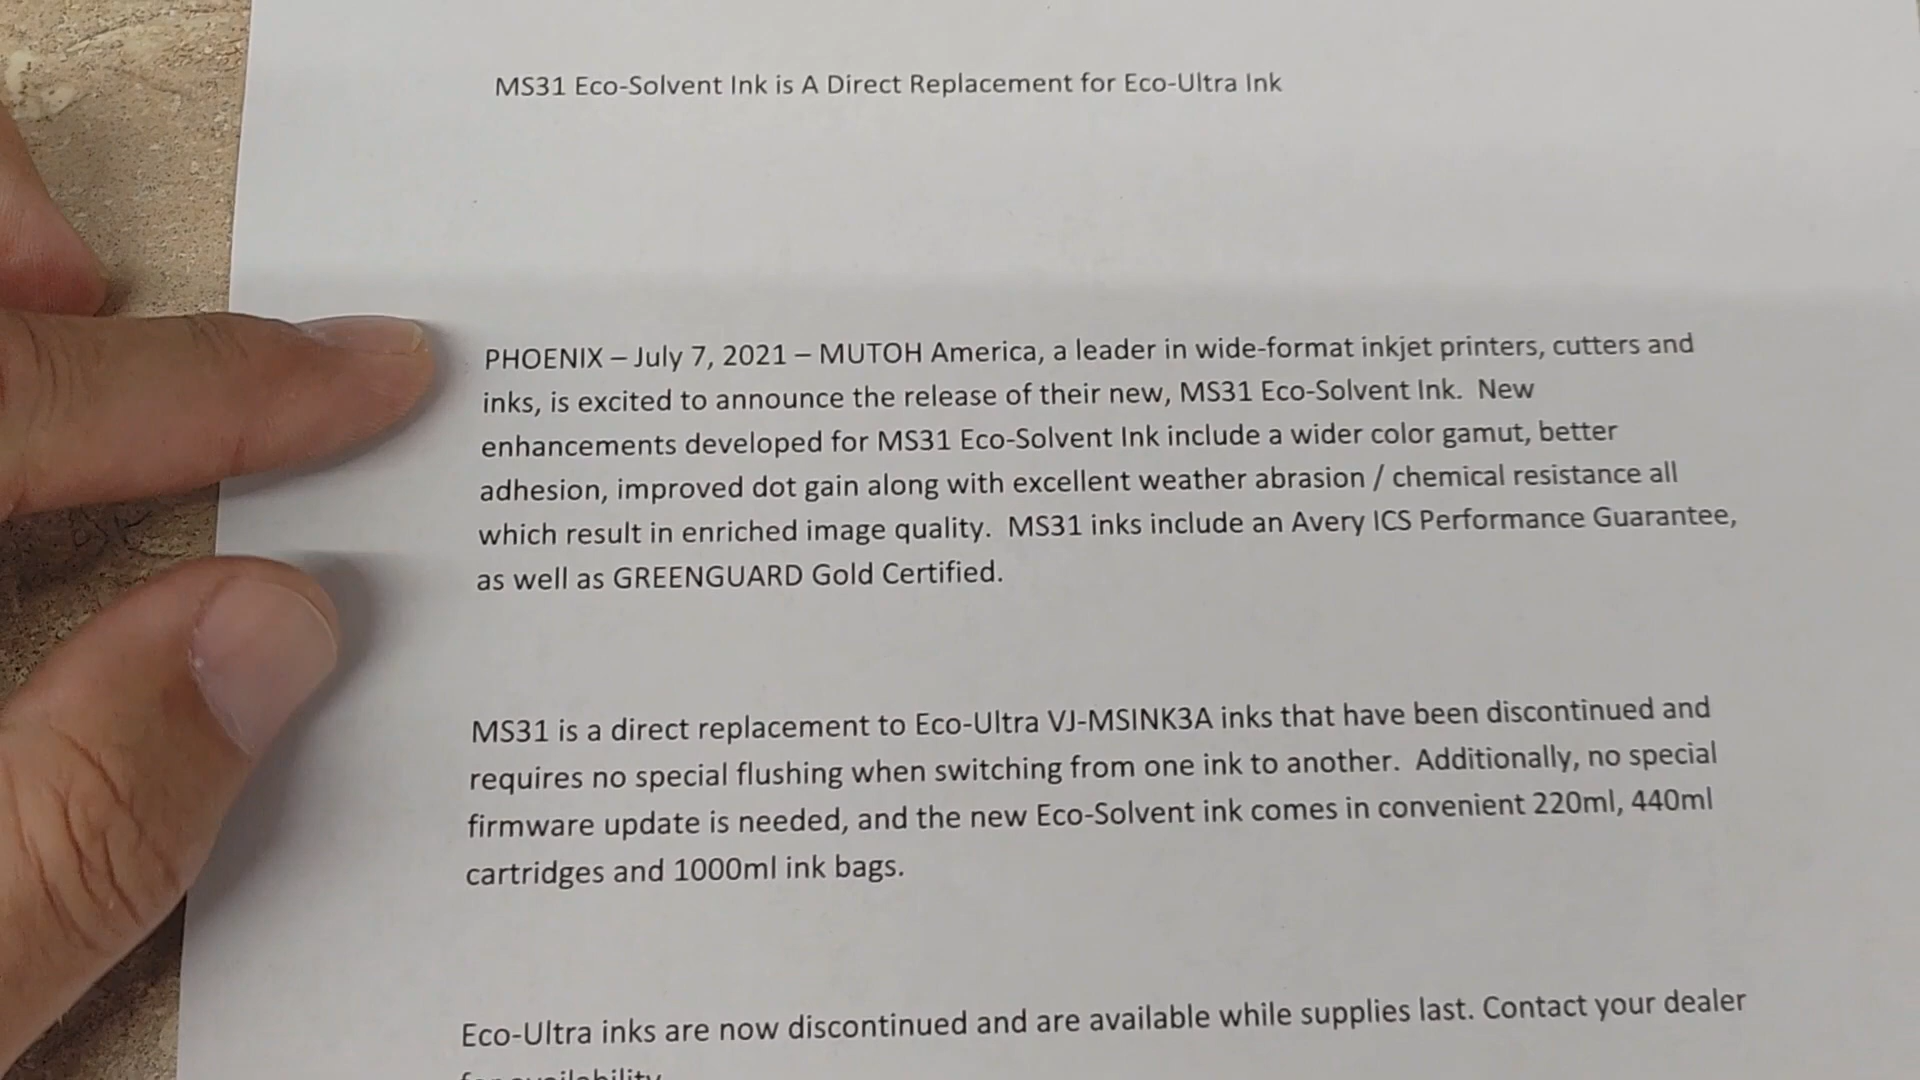 MS31 Eco-Solvent Ink is A Direct Replacement for Eco-Ultra Ink
PHOENIX – July 7, 2021 – MUTOH America, a leader in wide-format inkjet printers, cutters and
inks, is excited to announce the release of their new, MS31 Eco-Solvent Ink.  New
enhancements developed for MS31 Eco-Solvent Ink include a wider color gamut, better
adhesion, improved dot gain along with excellent weather abrasion / chemical resistance all
which result in enriched image quality.  MS31 inks include an Avery ICS Performance Guarantee,
as well as GREENGUARD Gold Certified.
MS31 is a direct replacement to Eco-Ultra VJ-MSINK3A inks that have been discontinued and
requires no special flushing when switching from one ink to another.  Additionally, no special
firmware update is needed, and the new Eco-Solvent ink comes in convenient 220ml, 440ml
cartridges and 1000ml ink bags.
Eco-Ultra inks are now discontinued and are available while supplies last. Contact your dealer
for availability